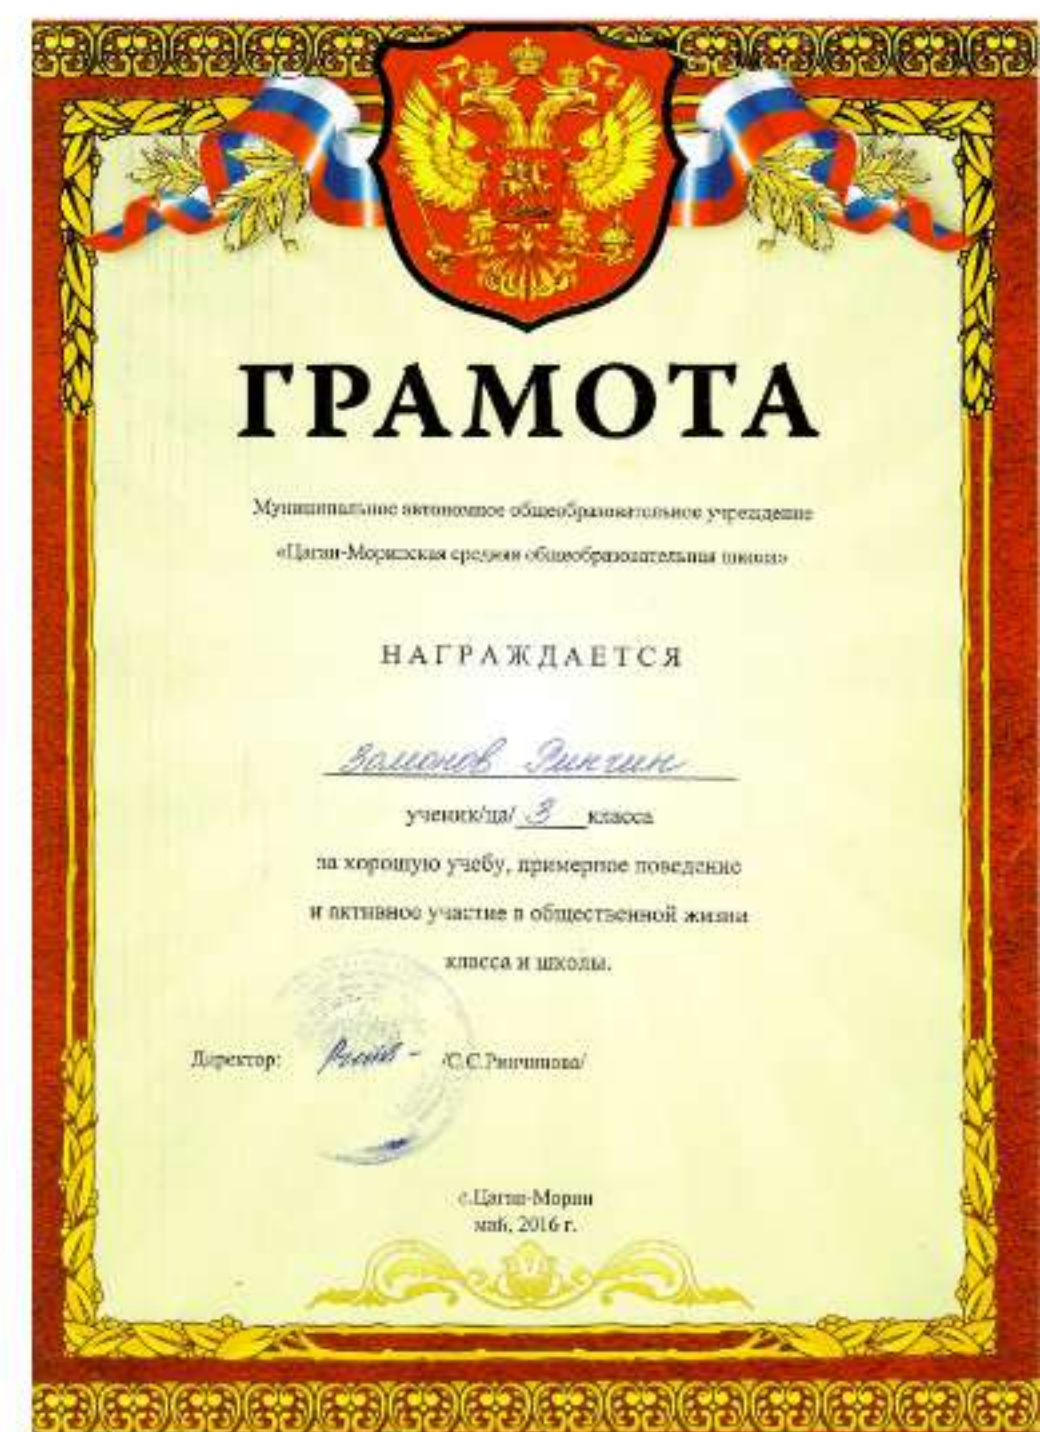 ГРАМОТА
Муниципальное автономное общеобразовательное учреждение
«Цаган-Моринская средняя общеобразовательная школа»
НАГРАЖДАЕТСЯ
Замонов Ринчин
ученик/ца/ 3 класса
за хорошую учебу, примерное поведение
и активное участие в общественной жизни
класса и школы.
Директор: /С.С.Ринчинова/
с.Цаган-Морин
май, 2016 г.